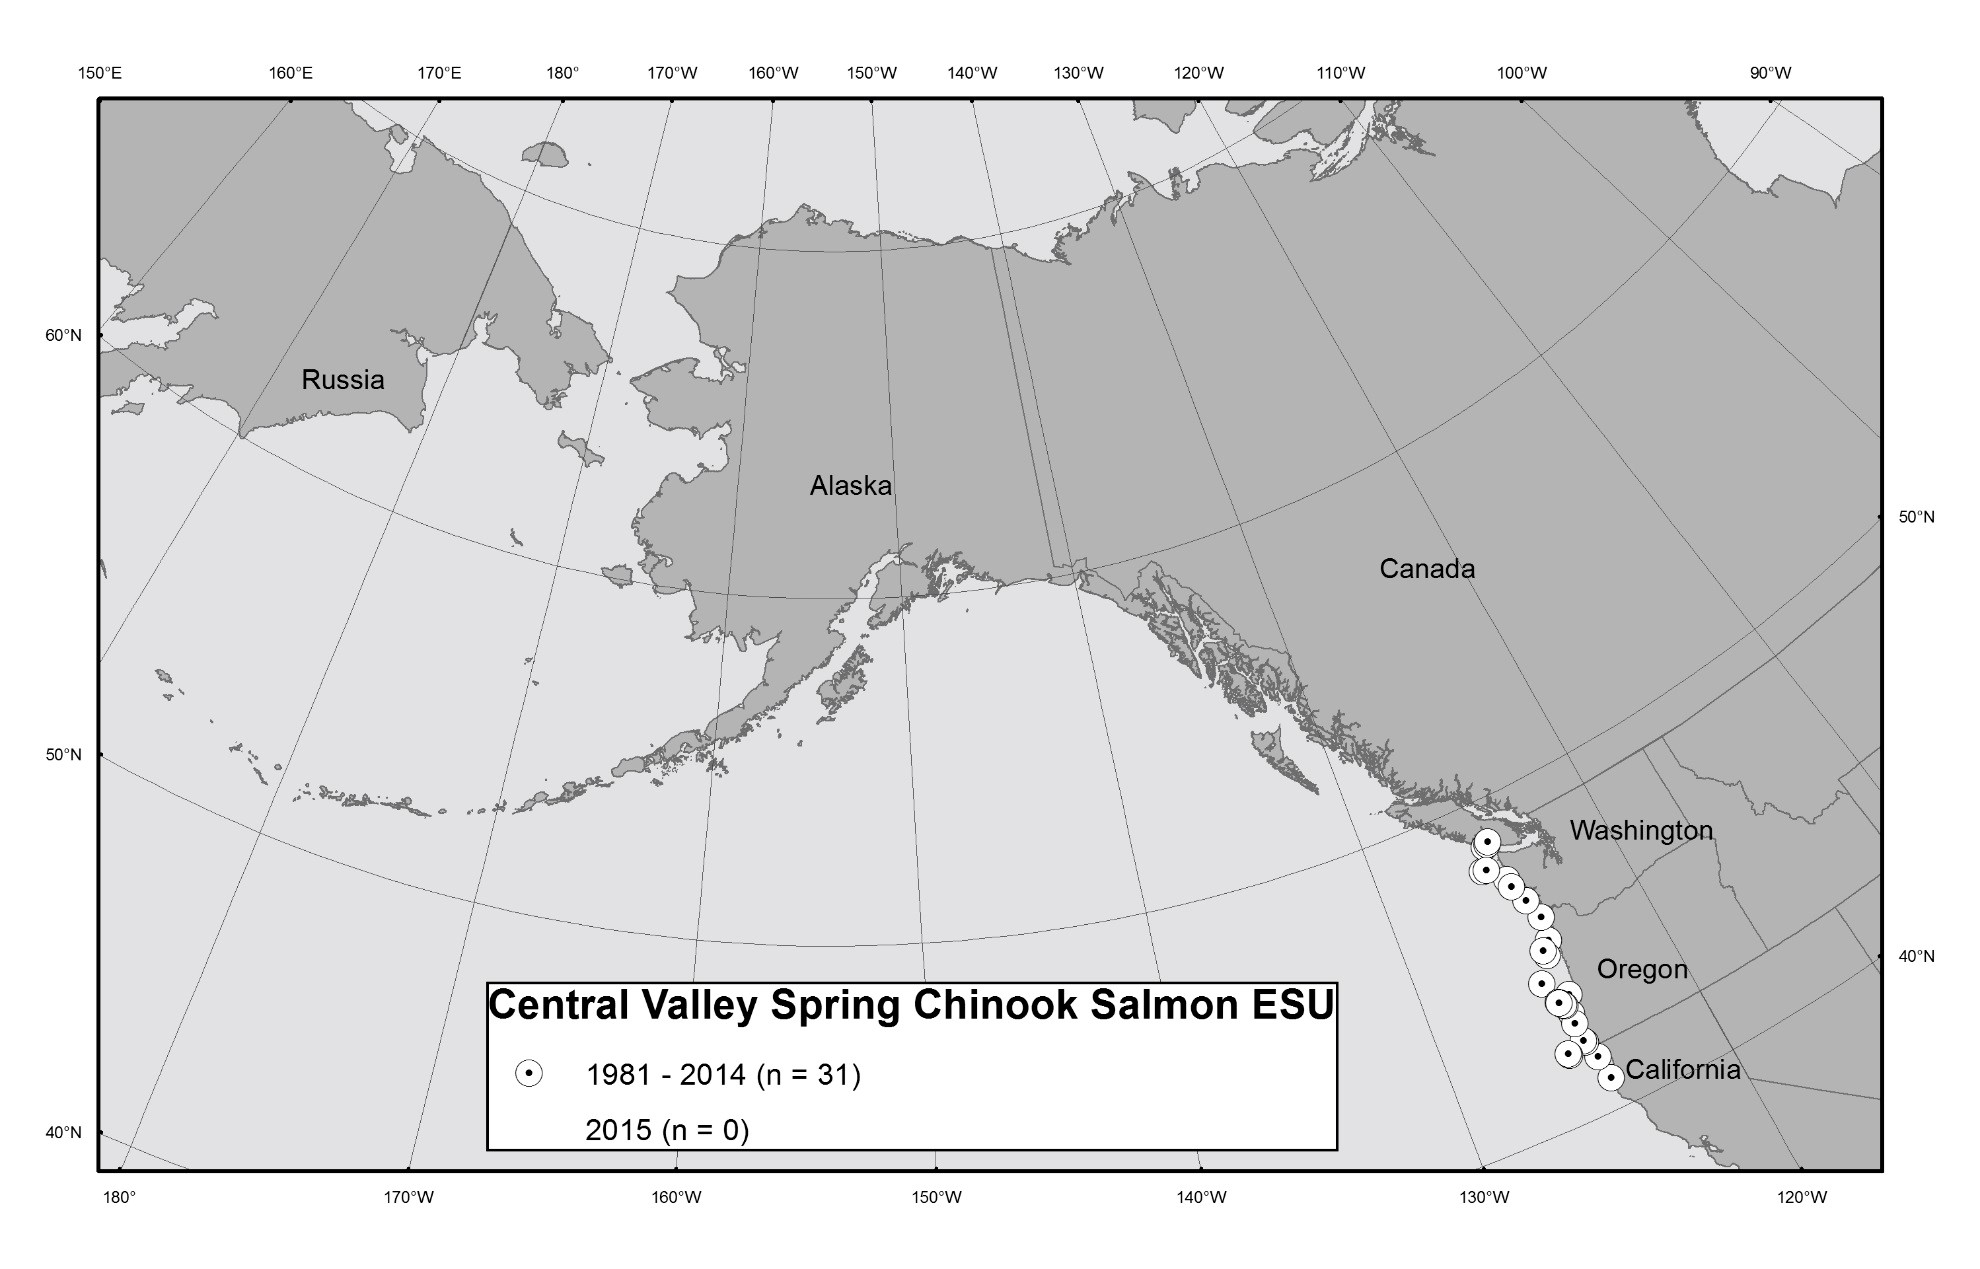 150°E 160°E 170°E 180° 170°W 160°W 150°W 140°W 130°W 120°W 110°W 100°W 90°W
60°N
Russia
Alaska
50°N
Canada
50°N
Washington
40°N
Oregon
Central Valley Spring Chinook Salmon ESU
California
1981 - 2014 (n = 31)
2015 (n = 0)
40°N
180° 170°W 160°W 150°W 140°W 130°W 120°W